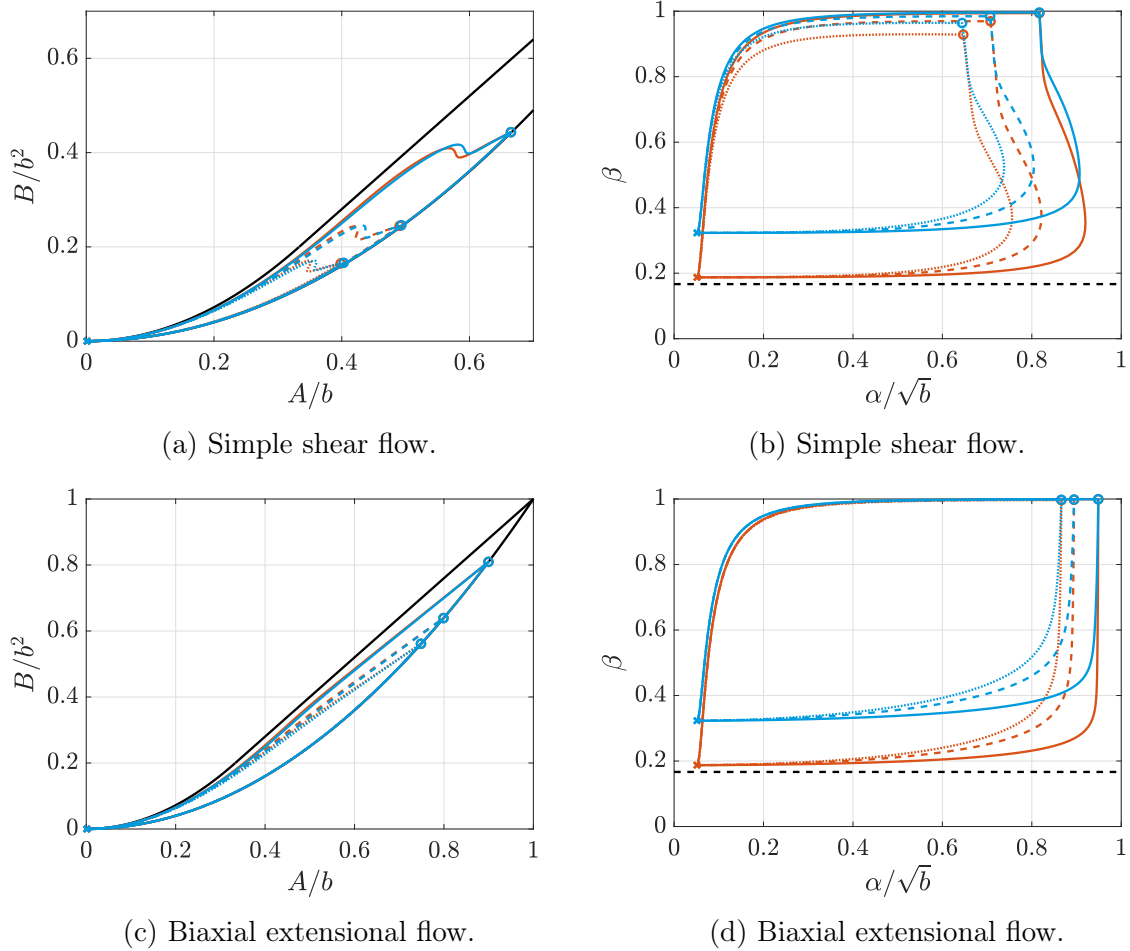 0.6
0.4
0.2
0
0 0.2 0.4 0.6
B/b²
A/b
(a) Simple shear flow.
1
0.8
0.6
0.4
0.2
0
0 0.2 0.4 0.6 0.8 1
β
α/√b
(b) Simple shear flow.
1
0.8
0.6
0.4
0.2
0
0 0.2 0.4 0.6 0.8 1
B/b²
A/b
(c) Biaxial extensional flow.
1
0.8
0.6
0.4
0.2
0
0 0.2 0.4 0.6 0.8 1
β
α/√b
(d) Biaxial extensional flow.